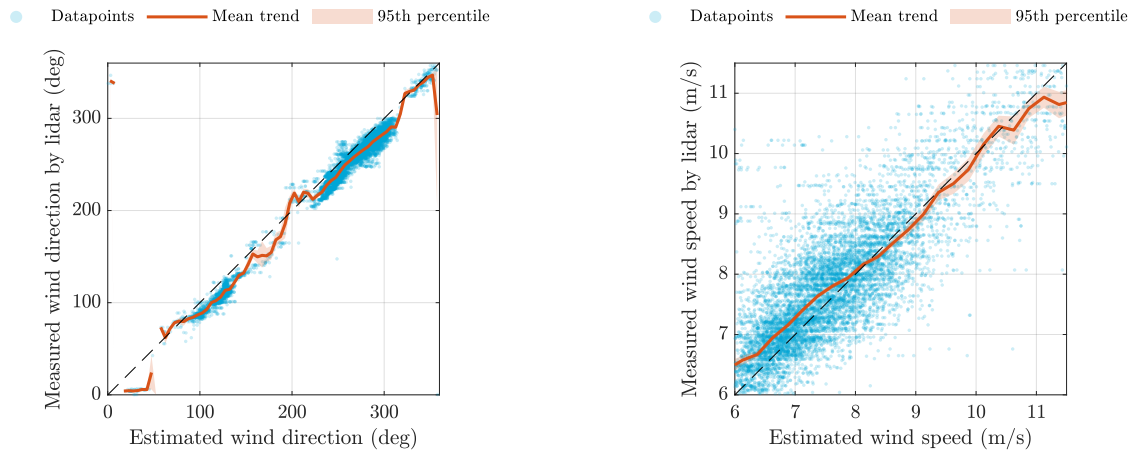 Datapoints Mean trend 95th percentile
Measured wind direction by lidar (deg)
300
200
100
0
0 100 200 300
Estimated wind direction (deg)
Datapoints Mean trend 95th percentile
Measured wind speed by lidar (m/s)
11
10
9
8
7
6
6 7 8 9 10 11
Estimated wind speed (m/s)